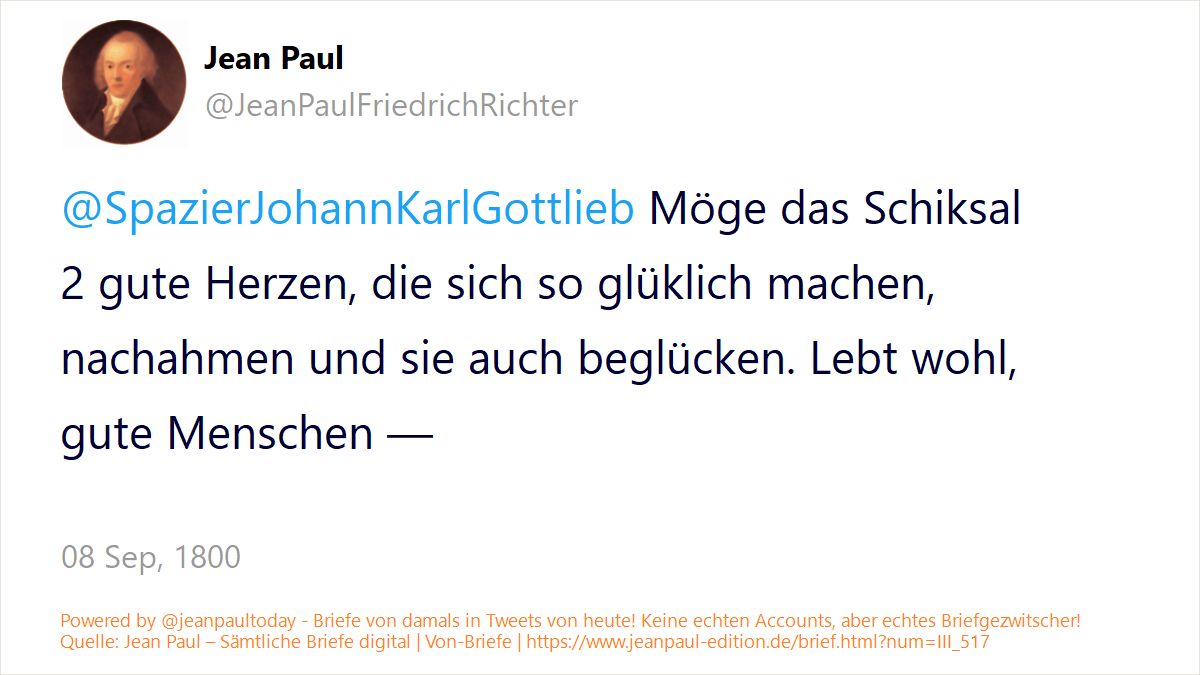 Jean Paul
@JeanPaulFriedrichRichter
@SpazierJohannKarlGottlieb Möge das Schiksal
2 gute Herzen, die sich so glüklich machen,
nachahmen und sie auch beglücken. Lebt wohl,
gute Menschen —
08 Sep, 1800
Powered by @jeanpaultoday - Briefe von damals in Tweets von heute! Keine echten Accounts, aber echtes Briefgezwitscher!
Quelle: Jean Paul – Sämtliche Briefe digital | Von-Briefe | https://www.jeanpaul-edition.de/brief.html?num=III_517